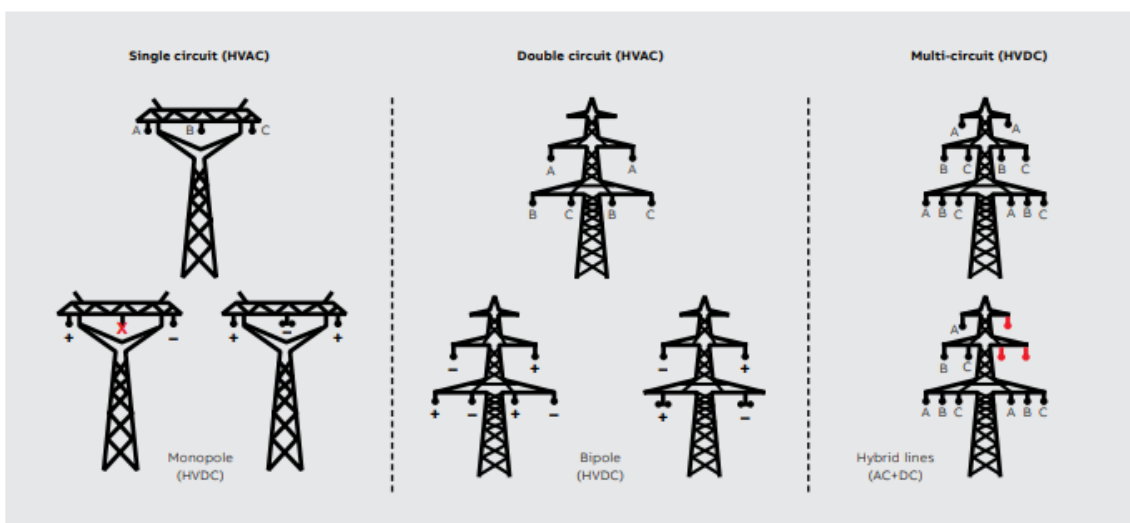 Single circuit (HVAC)
A B C
+ X - + - +
Monopole
(HVDC)
Double circuit (HVAC)
A A
B C B C
- + - +
+ - + - + -
Bipole
(HVDC)
Multi-circuit (HVDC)
A A
B C B C
A B C A B C
A
B C
A B C A B C
Hybrid lines
(AC+DC)